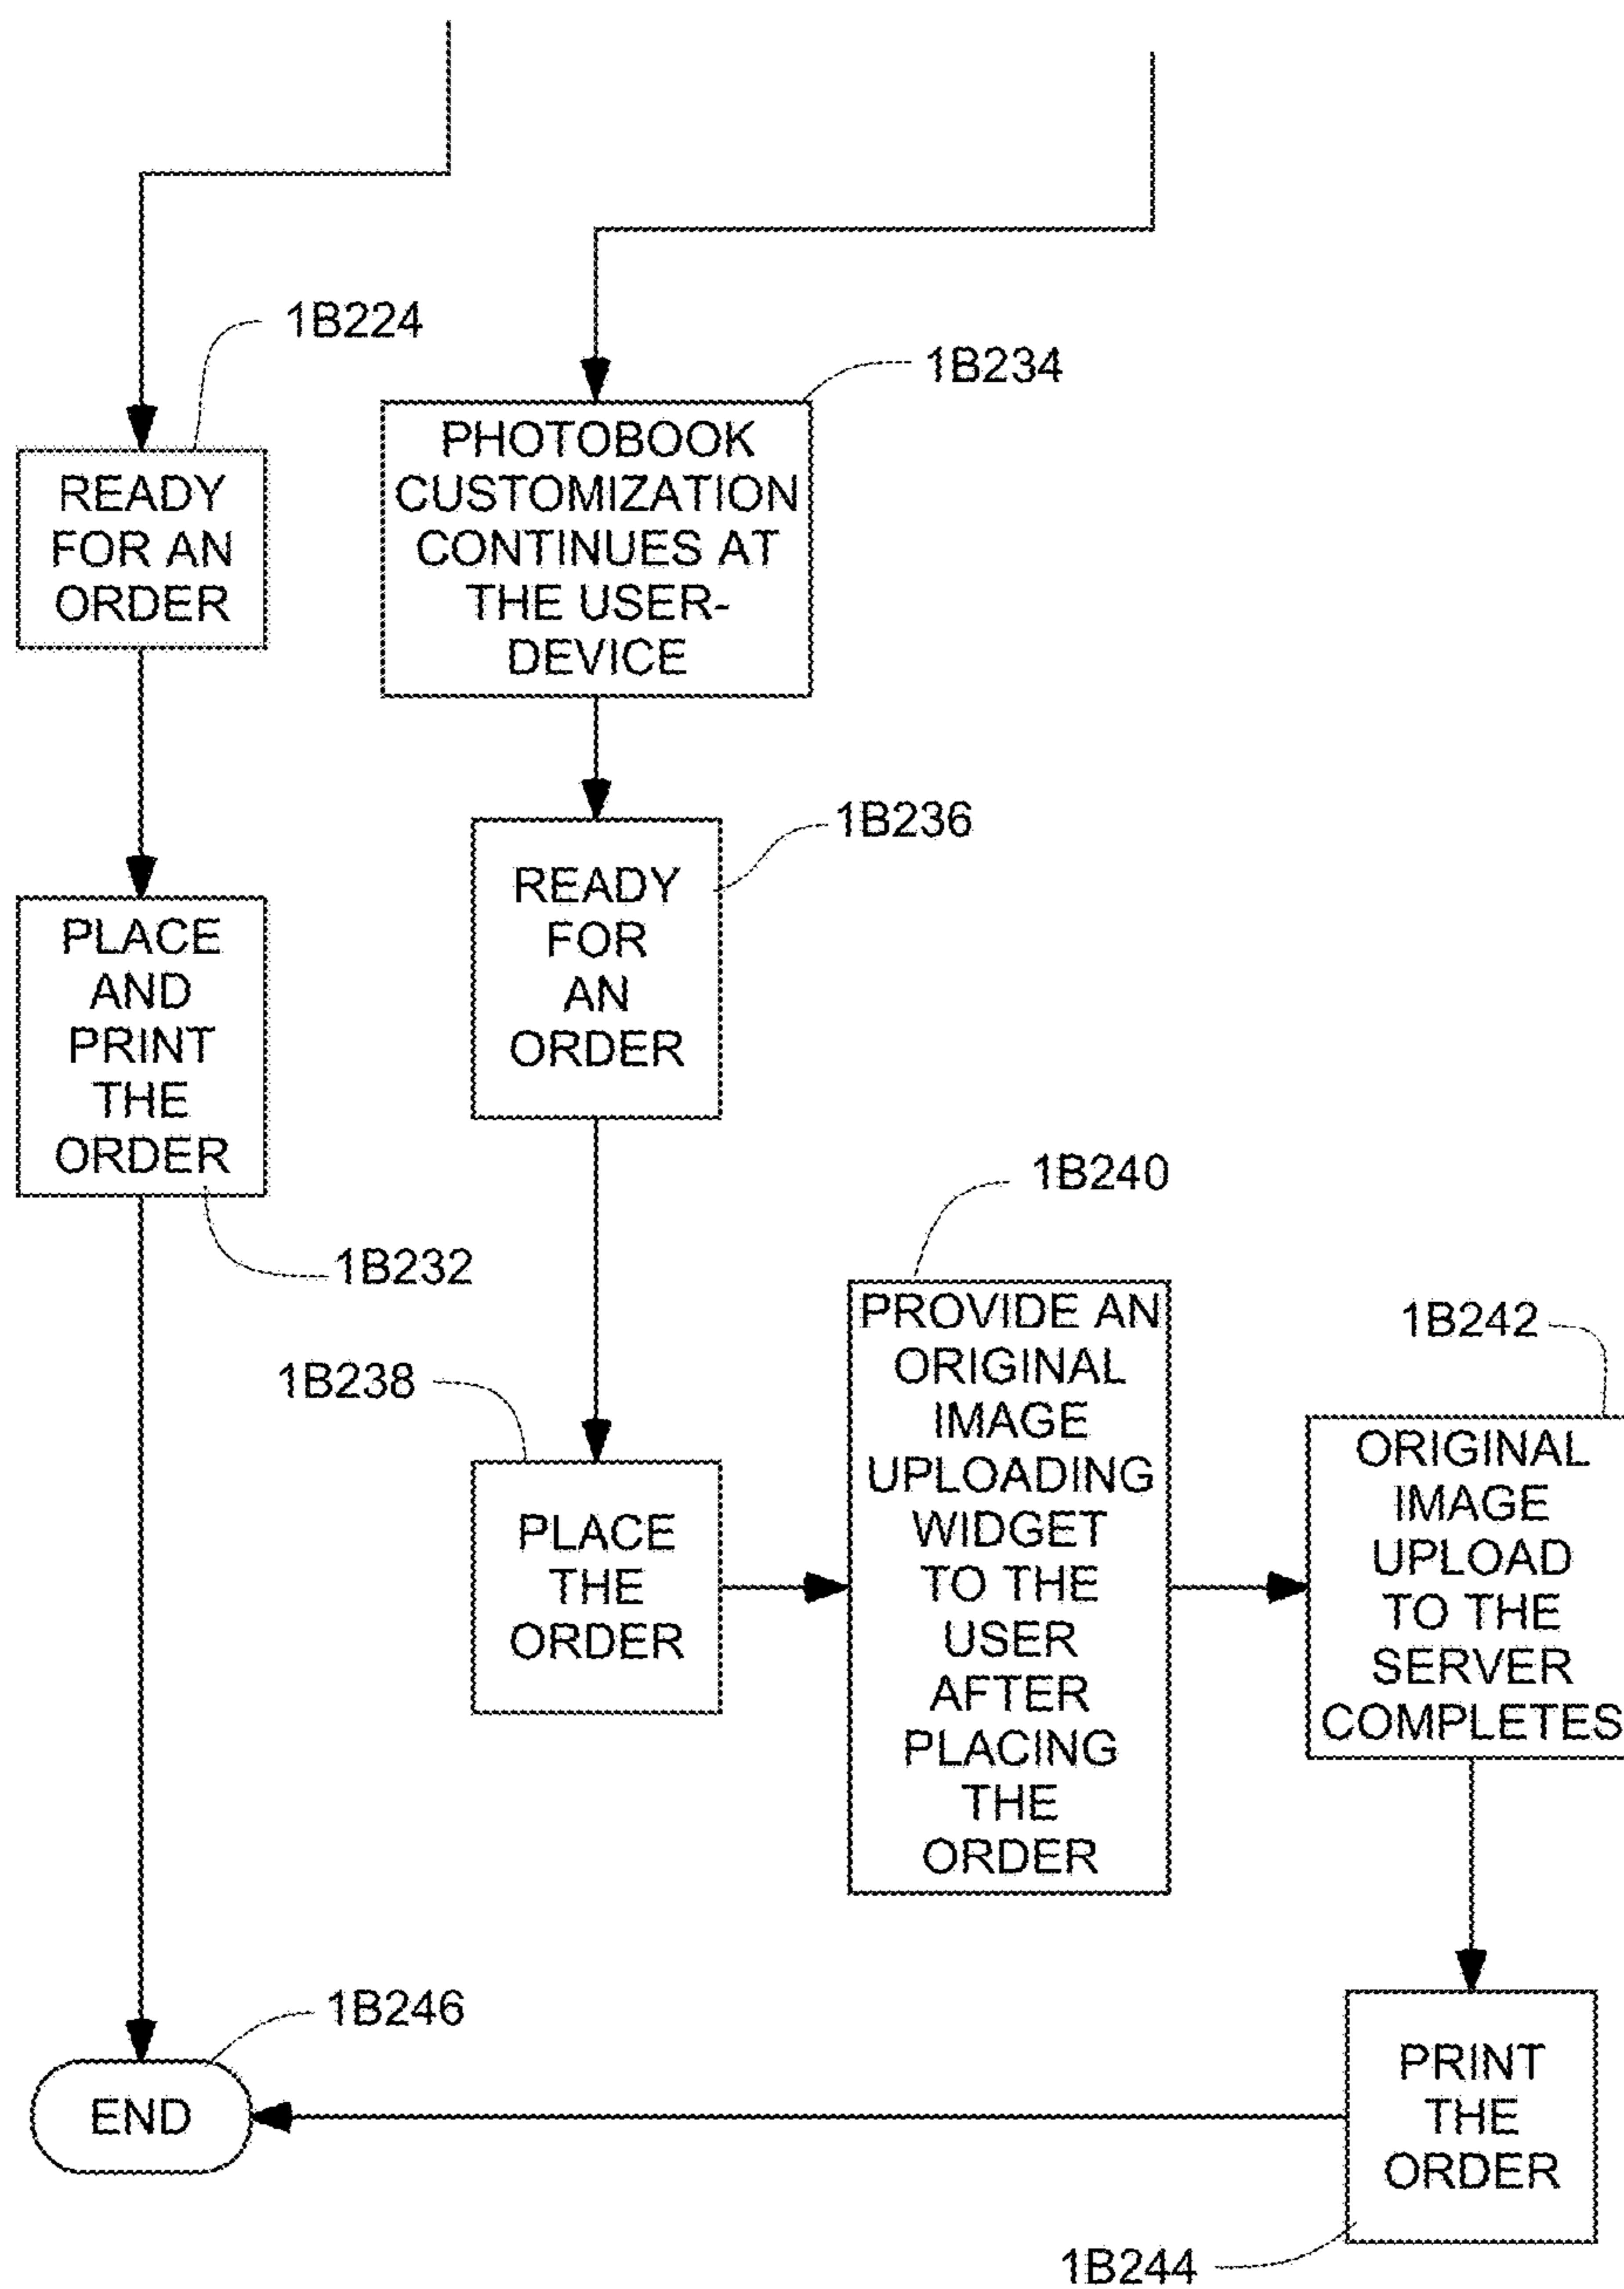 1B224
READY
FOR AN
ORDER
1B234
PHOTOBOOK
CUSTOMIZATION
CONTINUES AT
THE USER-
DEVICE
1B236
READY
FOR
AN
ORDER
PLACE
AND
PRINT
THE
ORDER
1B232
1B238
PLACE
THE
ORDER
1B240
PROVIDE AN
ORIGINAL
IMAGE
UPLOADING
WIDGET
TO THE
USER
AFTER
PLACING
THE
ORDER
1B242
ORIGINAL
IMAGE
UPLOAD
TO THE
SERVER
COMPLETES
1B246
END
PRINT
THE
ORDER
1B244